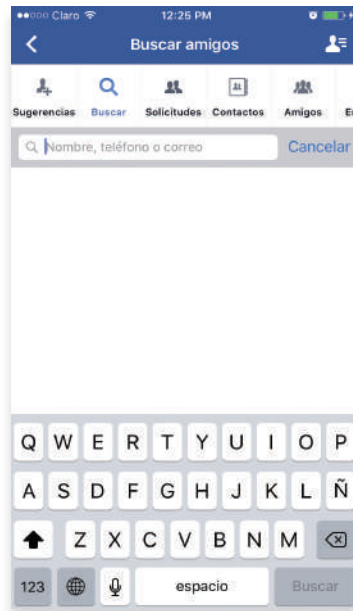 Claro 12:25 PM
Buscar amigos
Sugerencias Buscar Solicitudes Contactos Amigos
Nombre, teléfono o correo Cancelar
Q W E R T Y U I O P
A S D F G H J K L Ñ
Z X C V B N M
123 espacio Buscar